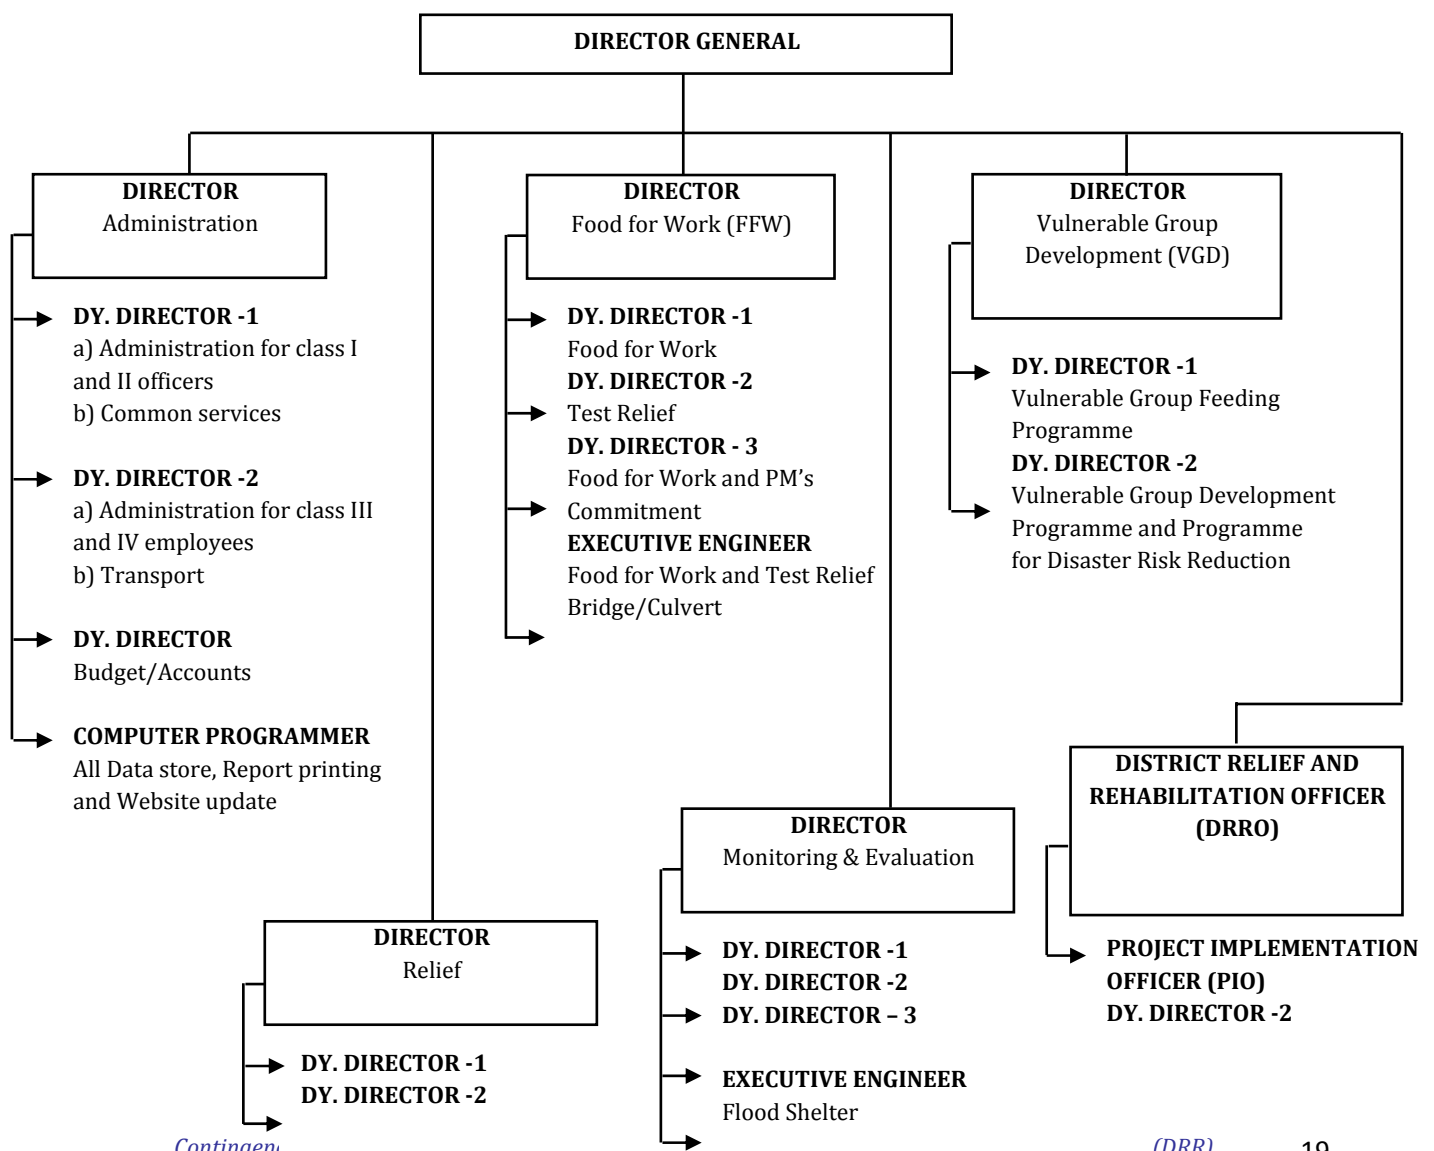 DIRECTOR GENERAL
DIRECTOR
Administration
DY. DIRECTOR -1
a) Administration for class I
and II officers
b) Common services
DY. DIRECTOR -2
a) Administration for class III
and IV employees
b) Transport
DY. DIRECTOR
Budget/Accounts
COMPUTER PROGRAMMER
All Data store, Report printing
and Website update
DIRECTOR
Food for Work (FFW)
DY. DIRECTOR -1
Food for Work
DY. DIRECTOR -2
Test Relief
DY. DIRECTOR - 3
Food for Work and PM’s
Commitment
EXECUTIVE ENGINEER
Food for Work and Test Relief
Bridge/Culvert
DIRECTOR
Vulnerable Group
Development (VGD)
DY. DIRECTOR -1
Vulnerable Group Feeding
Programme
DY. DIRECTOR -2
Vulnerable Group Development
Programme and Programme
for Disaster Risk Reduction
DIRECTOR
Relief
DY. DIRECTOR -1
DY. DIRECTOR -2
DIRECTOR
Monitoring & Evaluation
DY. DIRECTOR -1
DY. DIRECTOR -2
DY. DIRECTOR – 3
EXECUTIVE ENGINEER
Flood Shelter
DISTRICT RELIEF AND
REHABILITATION OFFICER
(DRRO)
PROJECT IMPLEMENTATION
OFFICER (PIO)
DY. DIRECTOR -2
(DRR) 19